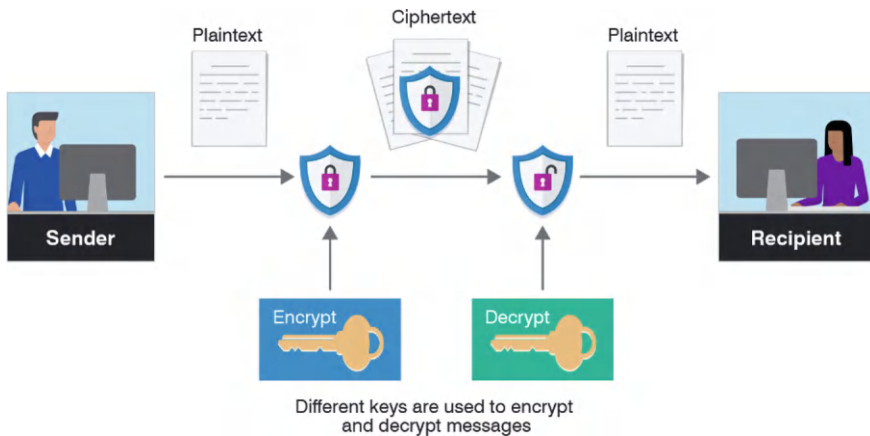 Ciphertext
Plaintext
Plaintext
Sender
Recipient
Encrypt
Decrypt
Different keys are used to encrypt
and decrypt messages